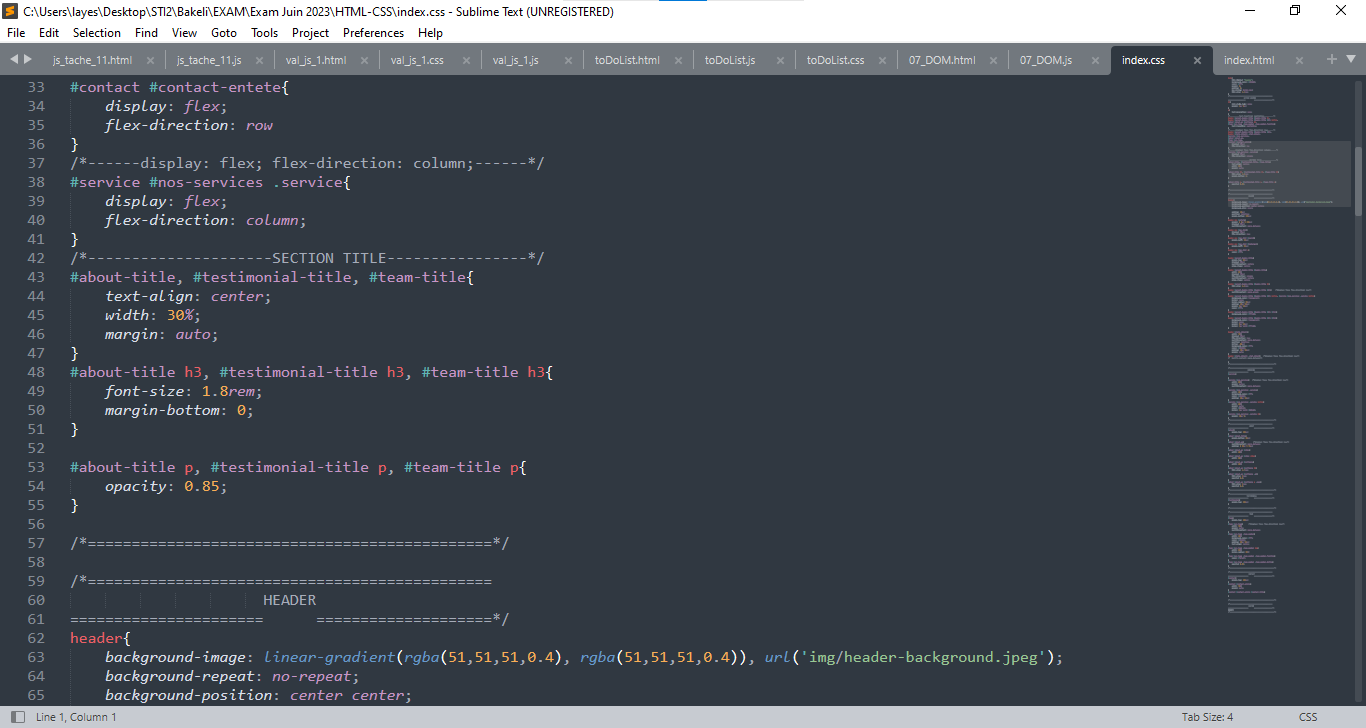 C:\Users\layes\Desktop\STI2\Bakeli\EXAM\Exam Juin 2023\HTML-CSS\index.css - Sublime Text (UNREGISTERED)
File Edit Selection Find View Goto Tools Project Preferences Help
js_tache_11.html js_tache_11.js val_js_1.html val_js_1.css val_js_1.js toDoList.html toDoList.js toDoList.css 07_DOM.html 07_DOM.js index.css index.html
33 #contact #contact-entete{
34 display: flex;
35 flex-direction: row
36 }
37 /*------display: flex; flex-direction: column;------*/
38 #service #nos-services .service{
39 display: flex;
40 flex-direction: column;
41 }
42 /*---------------------SECTION TITLE----------------*/
43 #about-title, #testimonial-title, #team-title{
44 text-align: center;
45 width: 30%;
46 margin: auto;
47 }
48 #about-title h3, #testimonial-title h3, #team-title h3{
49 font-size: 1.8rem;
50 margin-bottom: 0;
51 }
52
53 #about-title p, #testimonial-title p, #team-title p{
54 opacity: 0.85;
55 }
56
57 /*==============================================*/
58
59 /*==============================================
60 HEADER
61 ====================== ====================*/
62 header{
63 background-image: linear-gradient(rgba(51,51,51,0.4), rgba(51,51,51,0.4)), url('img/header-background.jpeg');
64 background-repeat: no-repeat;
65 background-position: center center;
Line 1, Column 1 Tab Size: 4 CSS